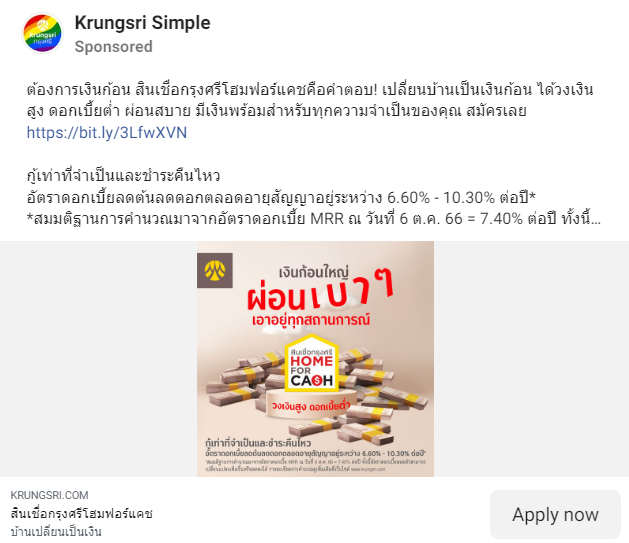 Krungsri
กรุงศรี
Krungsri Simple
Sponsored
ต้องการเงินก้อน สินเชื่อกรุงศรีโฮมฟอร์แคชคือคำตอบ! เปลี่ยนบ้านเป็นเงินก้อน ได้วงเงิน
สูง ดอกเบี้ยต่ำ ผ่อนสบาย มีเงินพร้อมสำหรับทุกความจำเป็นของคุณ สมัครเลย
https://bit.ly/3LfwXVN
กู้เท่าที่จำเป็นและชำระคืนไหว
อัตราดอกเบี้ยลดต้นลดดอกตลอดอายุสัญญาอยู่ระหว่าง 6.60% - 10.30% ต่อปี*
*สมมติฐานการคำนวณมาจากอัตราดอกเบี้ย MRR ณ วันที่ 6 ต.ค. 66 = 7.40% ต่อปี ทั้งนี้...
เงินก้อนใหญ่
ผ่อนเบาๆ
เอาอยู่ทุกสถานการณ์
สินเชื่อกรุงศรี
HOME
FOR
CA$H
วงเงินสูง ดอกเบี้ยต่ำ
กู้เท่าที่จำเป็นและชำระคืนไหว
อัตราดอกเบี้ยลดต้นลดดอกตลอดอายุสัญญาอยู่ระหว่าง 6.60% - 10.30% ต่อปี*
KRUNGSRI.COM
สินเชื่อกรุงศรีโฮมฟอร์แคช
บ้านเปลี่ยนเป็นเงิน
Apply now